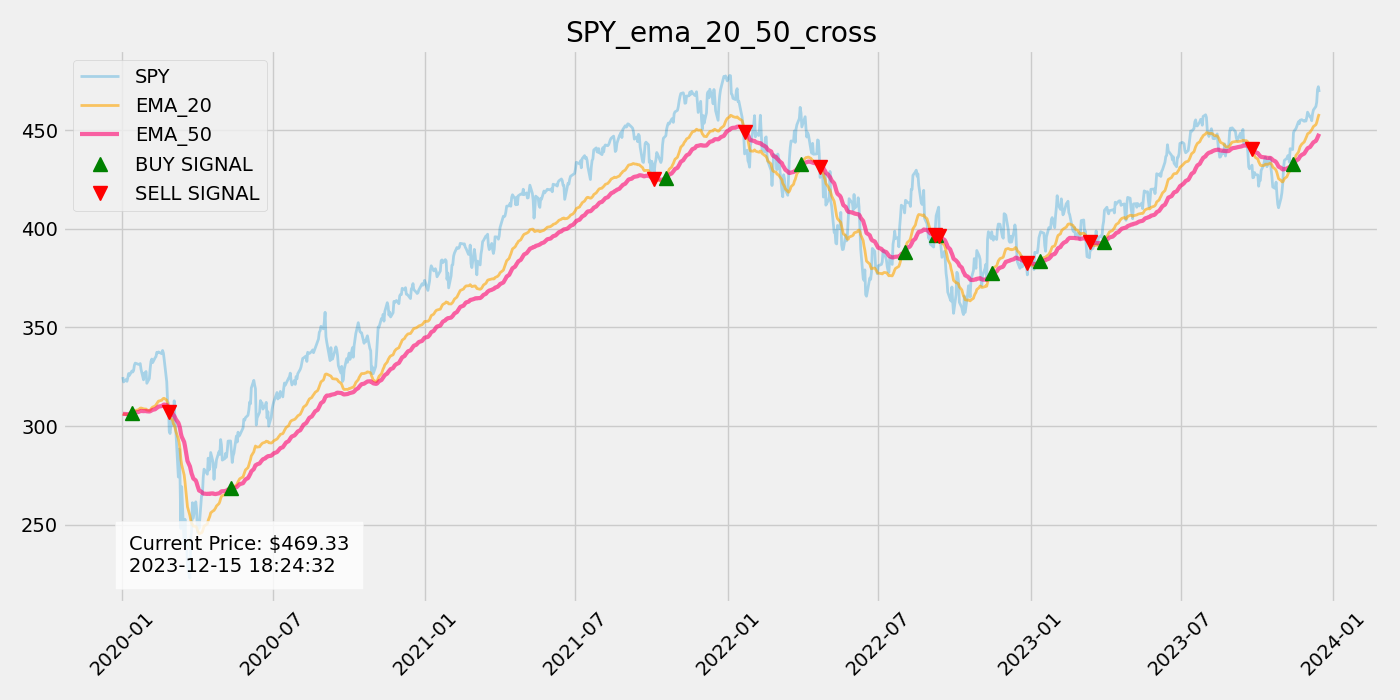 SPY_ema_20_50_cross
SPY
EMA_20
EMA_50
BUY SIGNAL
SELL SIGNAL
450
400
350
300
250
Current Price: $469.33
2023-12-15 18:24:32
2020-01
2020-07
2021-01
2021-07
2022-01
2022-07
2023-01
2023-07
2024-01